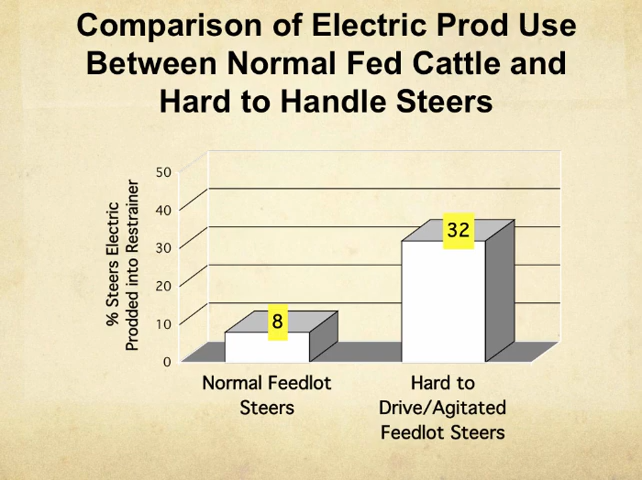 Comparison of Electric Prod Use
Between Normal Fed Cattle and
Hard to Handle Steers
% Steers Electric
Prodded into Restrainer
50
40
30
20
10
0
8
32
Normal Feedlot
Steers
Hard to
Drive/Agitated
Feedlot Steers